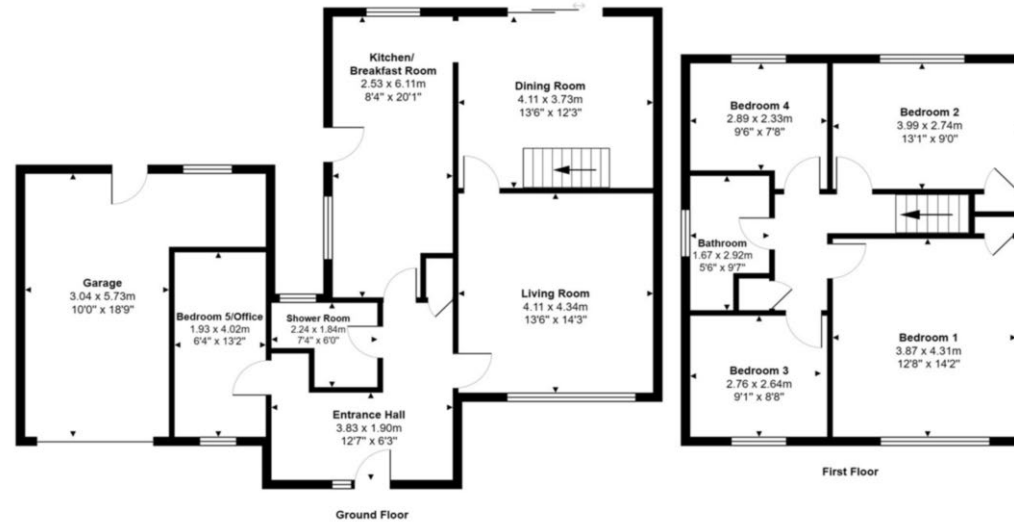 Kitchen/
Breakfast Room
2.53 x 6.11m
8'4" x 20'1"
Dining Room
4.11 x 3.73m
13'6" x 12'3"
Garage
3.04 x 5.73m
10'0" x 18'9"
Bedroom 5/Office
1.93 x 4.02m
6'4" x 13'2"
Shower Room
2.24 x 1.84m
7'4" x 6'0"
Living Room
4.11 x 4.34m
13'6" x 14'3"
Entrance Hall
3.83 x 1.90m
12'7" x 6'3"
Ground Floor
Bedroom 4
2.89 x 2.33m
9'6" x 7'8"
Bedroom 2
3.99 x 2.74m
13'1" x 9'0"
Bathroom
1.67 x 2.92m
5'6" x 9'7"
Bedroom 3
2.76 x 2.64m
9'1" x 8'8"
Bedroom 1
3.87 x 4.31m
12'8" x 14'2"
First Floor